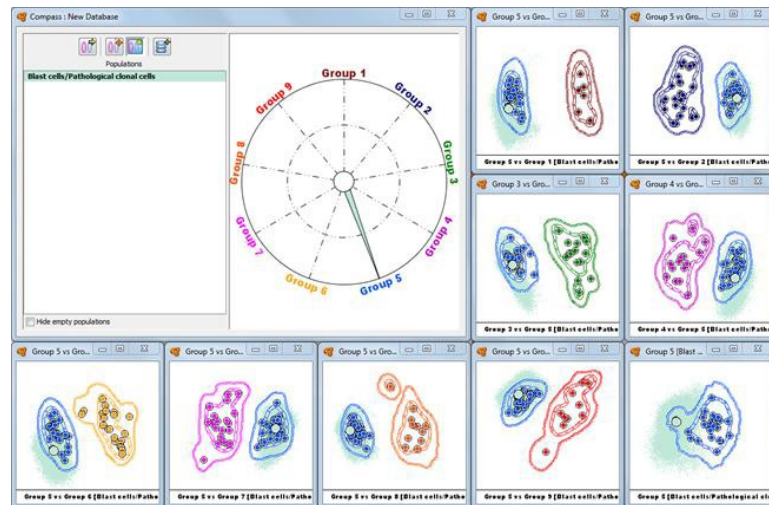 Compass : New Database
Populations
Blast cells/Pathological clonal cells
Hide empty populations
Group 1
Group 2
Group 3
Group 4
Group 5
Group 6
Group 7
Group 8
Group 9
Group 5 vs Gro...
Group 5 vs Group 1 [Blast cells/Patho
Group 5 vs Gro...
Group 5 vs Group 2 [Blast cells/Patho
Group 3 vs Gro...
Group 3 vs Group 5 [Blast cells/Patho
Group 4 vs Gro...
Group 4 vs Group 5 [Blast cells/Patho
Group 5 vs Gro...
Group 5 vs Group 6 [Blast cells/Patho
Group 5 vs Gro...
Group 5 vs Group 7 [Blast cells/Patho
Group 5 vs Gro...
Group 5 vs Group 8 [Blast cells/Patho
Group 5 vs Gro...
Group 5 vs Group 9 [Blast cells/Patho
Group 5 [Blast ...
Group 5 [Blast cells/Pathological clo